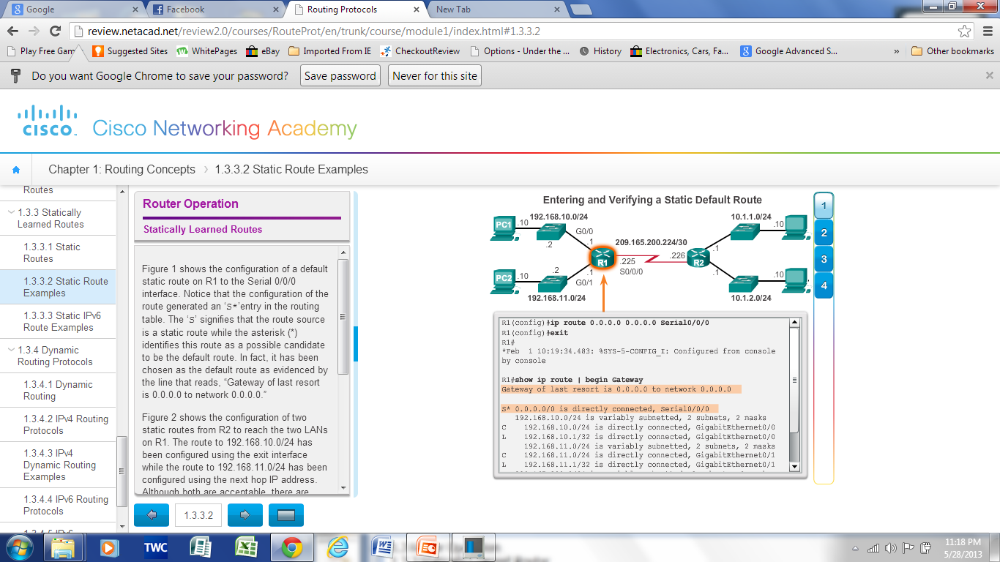 Google
Facebook
Routing Protocols
New Tab
review.netacad.net/review2.0/courses/RouteProt/en/trunk/course/module1/index.html#1.3.3.2
Play Free Gam
Suggested Sites
WhitePages
eBay
Imported From IE
CheckoutReview
Options - Under the ...
History
Electronics, Cars, Fa...
Google Advanced S...
»
Other bookmarks
Do you want Google Chrome to save your password?
Save password
Never for this site
cisco.
Cisco Networking Academy
Chapter 1: Routing Concepts > 1.3.3.2 Static Route Examples
Routes
1.3.3 Statically
Learned Routes
1.3.3.1 Static
Routes
1.3.3.2 Static Route
Examples
1.3.3.3 Static IPv6
Route Examples
1.3.4 Dynamic
Routing Protocols
1.3.4.1 Dynamic
Routing
1.3.4.2 IPv4 Routing
Protocols
1.3.4.3 IPv4
Dynamic Routing
Examples
1.3.4.4 IPv6 Routing
Protocols
1.3.4.5 IPv6
Router Operation
Statically Learned Routes
Figure 1 shows the configuration of a default
static route on R1 to the Serial 0/0/0
interface. Notice that the configuration of the
route generated an ‘S*’entry in the routing
table. The ‘S’ signifies that the route source
is a static route while the asterisk (*)
identifies this route as a possible candidate
to be the default route. In fact, it has been
chosen as the default route as evidenced by
the line that reads, “Gateway of last resort
is 0.0.0.0 to network 0.0.0.0.”
Figure 2 shows the configuration of two
static routes from R2 to reach the two LANs
on R1. The route to 192.168.10.0/24 has
been configured using the exit interface
while the route to 192.168.11.0/24 has been
configured using the next hop IP address.
Although both are acceptable, there are
1.3.3.2
Entering and Verifying a Static Default Route
192.168.10.0/24
10.1.1.0/24
PC1
.10
.2
G0/0
.1
.10
209.165.200.224/30
R1
.225
S0/0/0
.226
R2
.1
.1
PC2
.10
.2
.1
G0/1
.10
192.168.11.0/24
10.1.2.0/24
1
2
3
4
R1(config)#ip route 0.0.0.0 0.0.0.0 Serial0/0/0
R1(config)#exit
R1#
*Feb 1 10:19:34.483: %SYS-5-CONFIG_I: Configured from console
by console
R1#show ip route | begin Gateway
Gateway of last resort is 0.0.0.0 to network 0.0.0.0
S* 0.0.0.0/0 is directly connected, Serial0/0/0
192.168.10.0/24 is variably subnetted, 2 subnets, 2 masks
C 192.168.10.0/24 is directly connected, GigabitEthernet0/0
L 192.168.10.1/32 is directly connected, GigabitEthernet0/0
192.168.11.0/24 is variably subnetted, 2 subnets, 2 masks
C 192.168.11.0/24 is directly connected, GigabitEthernet0/1
L 192.168.11.1/32 is directly connected, GigabitEthernet0/1
TWC
11:18 PM
5/28/2013